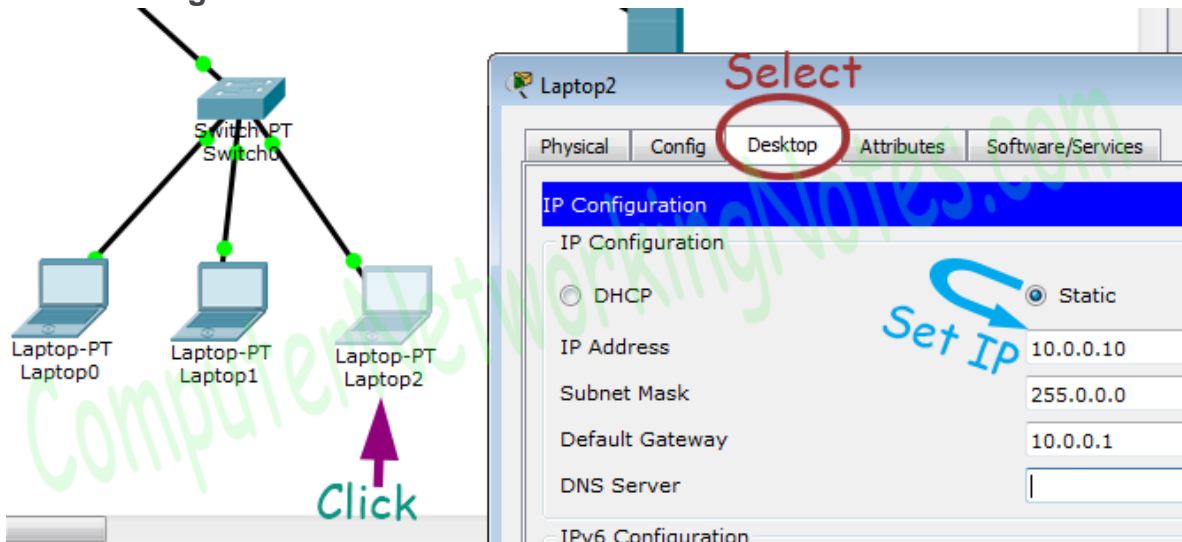 Switch-PT
Switch0
Laptop-PT
Laptop0
Laptop-PT
Laptop1
Laptop-PT
Laptop2
Click
Select
Laptop2
Physical Config Desktop Attributes Software/Services
IP Configuration
IP Configuration
DHCP Static
Set IP
IP Address 10.0.0.10
Subnet Mask 255.0.0.0
Default Gateway 10.0.0.1
DNS Server
IPv6 Configuration
ComputerNetworkingNotes.com